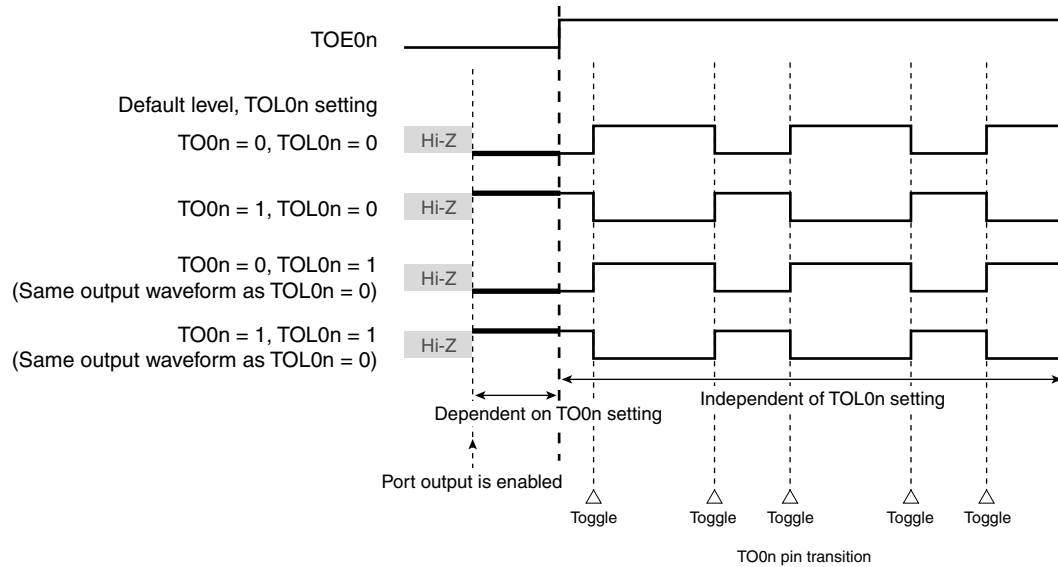 TOE0n
Default level, TOL0n setting
TO0n = 0, TOL0n = 0
Hi-Z
TO0n = 1, TOL0n = 0
Hi-Z
TO0n = 0, TOL0n = 1
(Same output waveform as TOL0n = 0)
Hi-Z
TO0n = 1, TOL0n = 1
(Same output waveform as TOL0n = 0)
Hi-Z
Independent of TOL0n setting
Dependent on TO0n setting
Port output is enabled
Toggle Toggle Toggle Toggle Toggle
TO0n pin transition